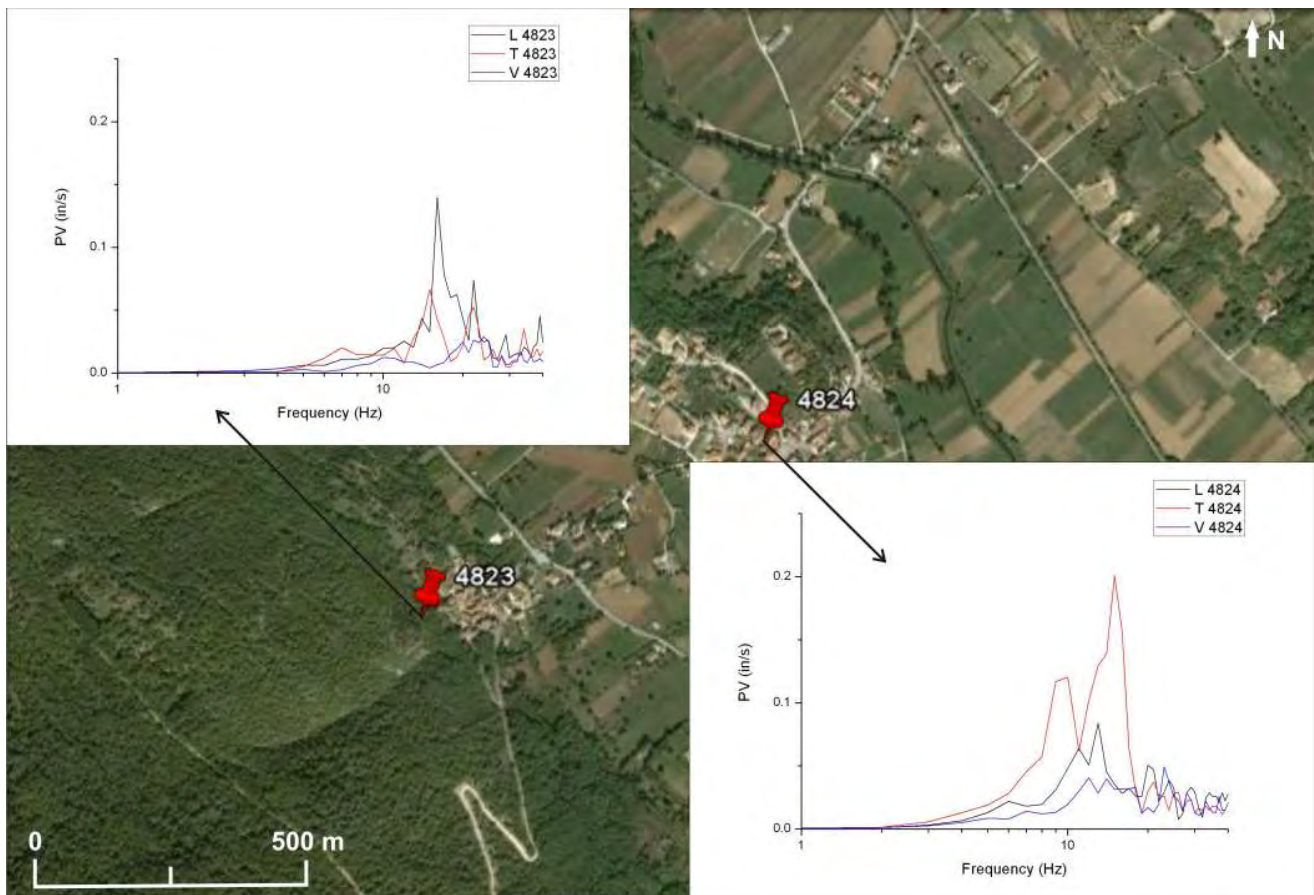 L 4823
T 4823
V 4823
0.2
0.1
0.0
PV (in/s)
1
10
Frequency (Hz)
N
4824
4823
L 4824
T 4824
V 4824
0.2
0.1
0.0
PV (in/s)
1
10
Frequency (Hz)
0
500 m